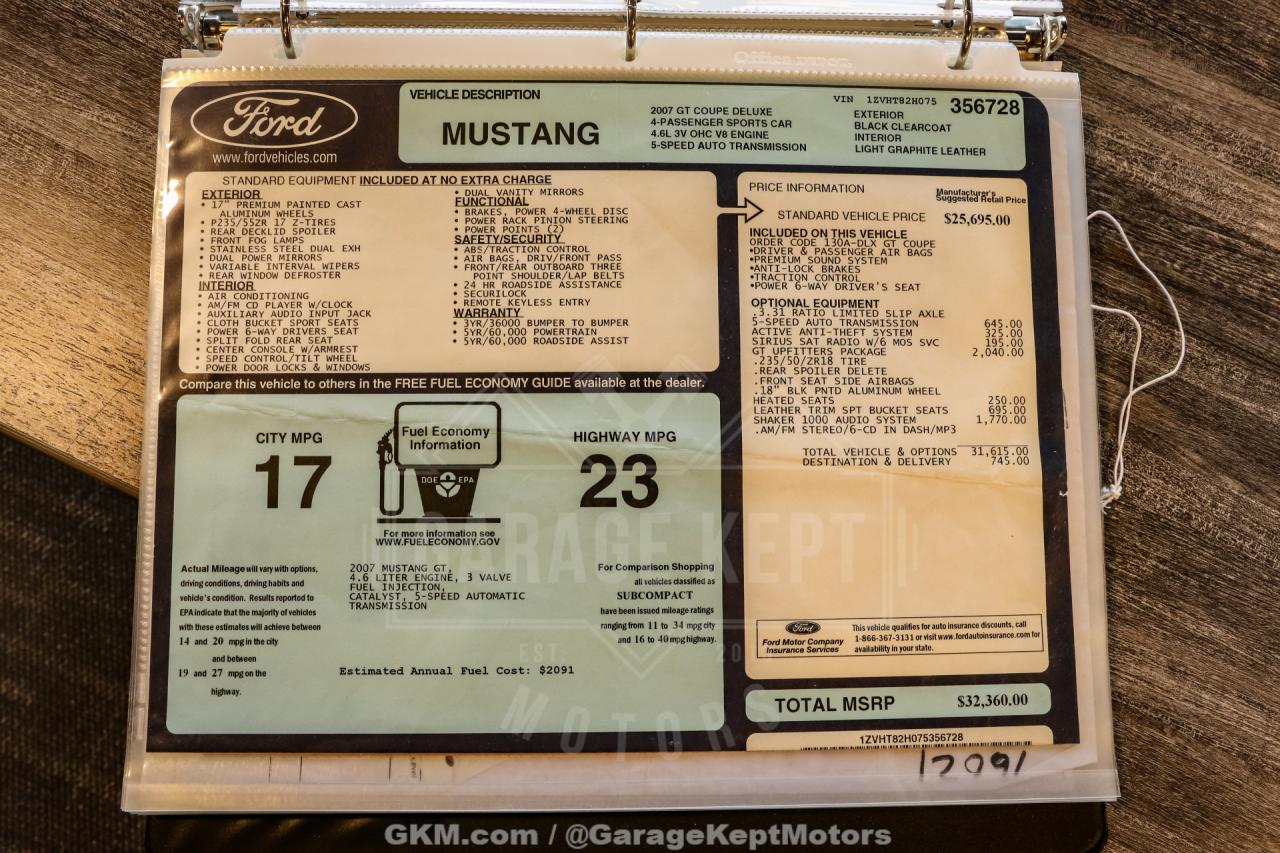 Office DEPOT
Ford
www.fordvehicles.com
VEHICLE DESCRIPTION
MUSTANG
2007 GT COUPE DELUXE
4-PASSENGER SPORTS CAR
4.6L 3V OHC V8 ENGINE
5-SPEED AUTO TRANSMISSION
VIN 1ZVHT82H075 356728
EXTERIOR
BLACK CLEARCOAT
INTERIOR
LIGHT GRAPHITE LEATHER
STANDARD EQUIPMENT INCLUDED AT NO EXTRA CHARGE
EXTERIOR
• 17" PREMIUM PAINTED CAST
ALUMINUM WHEELS
• P235/55ZR 17 Z-TIRES
• REAR DECKLID SPOILER
• FRONT FOG LAMPS
• STAINLESS STEEL DUAL EXH
• DUAL POWER MIRRORS
• VARIABLE INTERVAL WIPERS
• REAR WINDOW DEFROSTER
INTERIOR
• AIR CONDITIONING
• AM/FM CD PLAYER W/CLOCK
• AUXILIARY AUDIO INPUT JACK
• CLOTH BUCKET SPORT SEATS
• POWER 6-WAY DRIVERS SEAT
• SPLIT FOLD REAR SEAT
• CENTER CONSOLE W/ARMREST
• SPEED CONTROL/TILT WHEEL
• POWER DOOR LOCKS & WINDOWS
• DUAL VANITY MIRRORS
FUNCTIONAL
• BRAKES, POWER 4-WHEEL DISC
• POWER RACK PINION STEERING
• POWER POINTS (2)
SAFETY/SECURITY
• ABS/TRACTION CONTROL
• AIR BAGS, DRIV/FRONT PASS
• FRONT/REAR OUTBOARD THREE
POINT SHOULDER/LAP BELTS
• 24 HR ROADSIDE ASSISTANCE
• SECURILOCK
• REMOTE KEYLESS ENTRY
WARRANTY
• 3YR/36000 BUMPER TO BUMPER
• 5YR/60,000 POWERTRAIN
• 5YR/60,000 ROADSIDE ASSIST
PRICE INFORMATION
Manufacturer's
Suggested Retail Price
STANDARD VEHICLE PRICE $25,695.00
INCLUDED ON THIS VEHICLE
ORDER CODE 130A-DLX GT COUPE
•DRIVER & PASSENGER AIR BAGS
•PREMIUM SOUND SYSTEM
•ANTI-LOCK BRAKES
•TRACTION CONTROL
•POWER 6-WAY DRIVER'S SEAT
OPTIONAL EQUIPMENT
.3.31 RATIO LIMITED SLIP AXLE
5-SPEED AUTO TRANSMISSION 645.00
ACTIVE ANTI-THEFT SYSTEM 325.00
SIRIUS SAT RADIO W/6 MOS SVC 195.00
GT UPFITTERS PACKAGE 2,040.00
.235/50/ZR18 TIRE
.REAR SPOILER DELETE
.FRONT SEAT SIDE AIRBAGS
.18" BLK PNTD ALUMINUM WHEEL
HEATED SEATS 250.00
LEATHER TRIM SPT BUCKET SEATS 695.00
SHAKER 1000 AUDIO SYSTEM 1,770.00
.AM/FM STEREO/6-CD IN DASH/MP3
TOTAL VEHICLE & OPTIONS 31,615.00
DESTINATION & DELIVERY 745.00
Compare this vehicle to others in the FREE FUEL ECONOMY GUIDE available at the dealer.
CITY MPG
17
Fuel Economy
Information
DOE EPA
For more information see
WWW.FUELECONOMY.GOV
HIGHWAY MPG
23
Actual Mileage will vary with options,
driving conditions, driving habits and
vehicle's condition. Results reported to
EPA indicate that the majority of vehicles
with these estimates will achieve between
14 and 20 mpg in the city
and between
19 and 27 mpg on the
highway.
2007 MUSTANG GT,
4.6 LITER ENGINE, 3 VALVE
FUEL INJECTION,
CATALYST, 5-SPEED AUTOMATIC
TRANSMISSION
For Comparison Shopping
all vehicles classified as
SUBCOMPACT
have been issued mileage ratings
ranging from 11 to 34 mpg city
and 16 to 40 mpg highway.
Estimated Annual Fuel Cost: $2091
Ford
Ford Motor Company
Insurance Services
This vehicle qualifies for auto insurance discounts, call
1-866-367-3131 or visit www.fordautoinsurance.com for
availability in your state.
TOTAL MSRP $32,360.00
1ZVHT82H075356728
12091
GARAGE KEPT
EST 20
MOTORS
GKM.com / @GarageKeptMotors